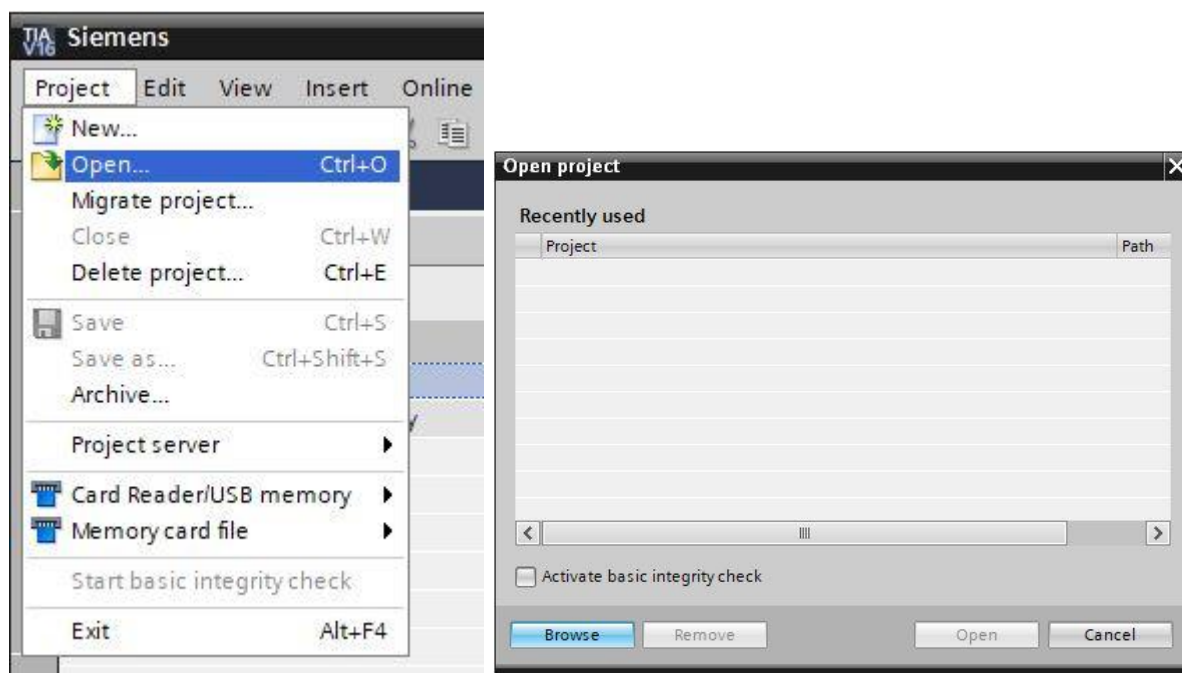 TIA V16 Siemens
Project Edit View Insert Online
New...
Open... Ctrl+O
Migrate project...
Close Ctrl+W
Delete project... Ctrl+E
Save Ctrl+S
Save as... Ctrl+Shift+S
Archive...
Project server
Card Reader/USB memory
Memory card file
Start basic integrity check
Exit Alt+F4
Open project
Recently used
Project Path
Activate basic integrity check
Browse Remove Open Cancel